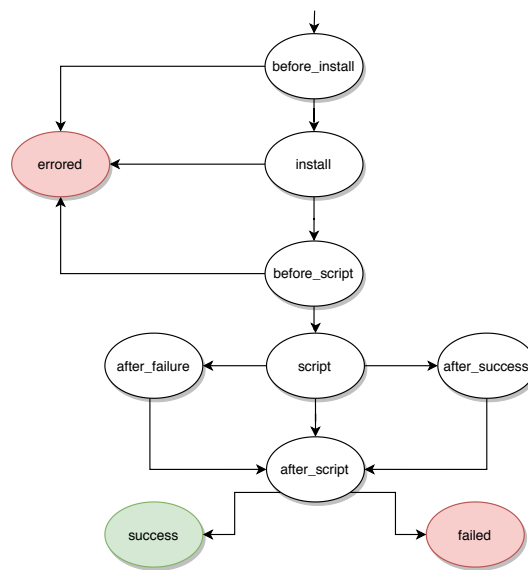 before_install
errored
install
before_script
after_failure
script
after_success
after_script
success
failed